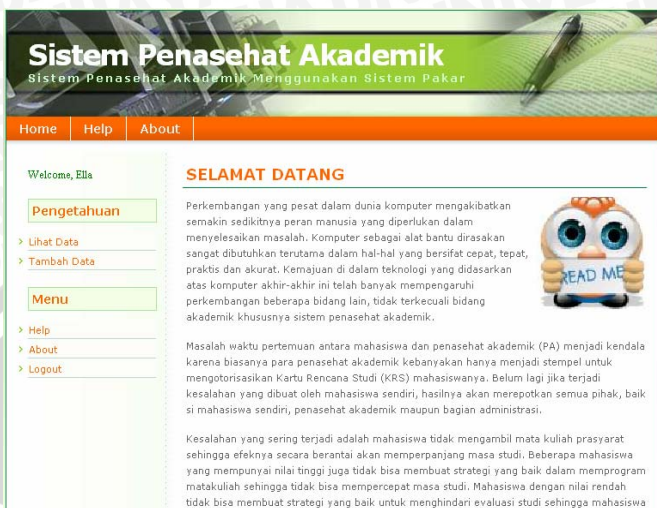 Sistem Penasehat Akademik
Sistem Penasehat Akademik Menggunakan Sistem Pakar
Home Help About
Welcome, Ella
Pengetahuan
Lihat Data
Tambah Data
Menu
Help
About
Logout
SELAMAT DATANG
Perkembangan yang pesat dalam dunia komputer mengakibatkan
semakin sedikitnya peran manusia yang diperlukan dalam
menyelesaikan masalah. Komputer sebagai alat bantu dirasakan
sangat dibutuhkan terutama dalam hal-hal yang bersifat cepat, tepat,
praktis dan akurat. Kemajuan di dalam teknologi yang didasarkan
atas komputer akhir-akhir ini telah banyak mempengaruhi
perkembangan beberapa bidang lain, tidak terkecuali bidang
akademik khususnya sistem penasehat akademik.
READ ME
Masalah waktu pertemuan antara mahasiswa dan penasehat akademik (PA) menjadi kendala
karena biasanya para penasehat akademik kebanyakan hanya menjadi stempel untuk
mengotorisasikan Kartu Rencana Studi (KRS) mahasiswanya. Belum lagi jika terjadi
kesalahan yang dibuat oleh mahasiswa sendiri, hasilnya akan merepotkan semua pihak, baik
si mahasiswa sendiri, penasehat akademik maupun bagian administrasi.
Kesalahan yang sering terjadi adalah mahasiswa tidak mengambil mata kuliah prasyarat
sehingga efeknya secara berantai akan memperpanjang masa studi. Beberapa mahasiswa
yang mempunyai nilai tinggi juga tidak bisa membuat strategi yang baik dalam memprogram
matakuliah sehingga tidak bisa mempercepat masa studi. Mahasiswa dengan nilai rendah
tidak bisa membuat strategi yang baik untuk menghindari evaluasi studi sehingga mahasiswa